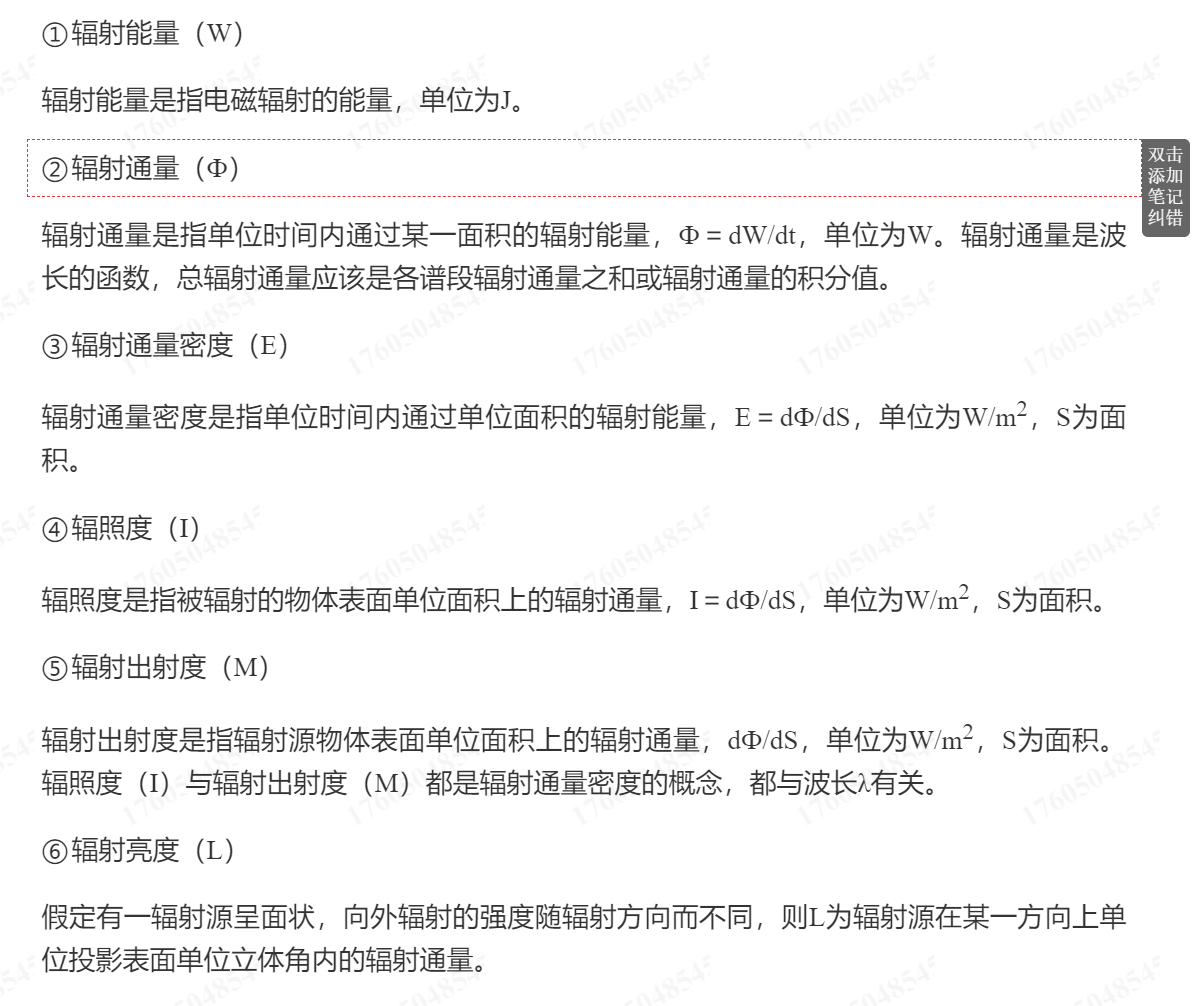 ①辐射能量（W）
辐射能量是指电磁辐射的能量，单位为J。
②辐射通量（Φ）
双击
添加
笔记
纠错
辐射通量是指单位时间内通过某一面积的辐射能量，Φ = dW/dt，单位为W。辐射通量是波
长的函数，总辐射通量应该是各谱段辐射通量之和或辐射通量的积分值。
③辐射通量密度（E）
辐射通量密度是指单位时间内通过单位面积的辐射能量，E = dΦ/dS，单位为W/m²，S为面
积。
④辐照度（I）
辐照度是指被辐射的物体表面单位面积上的辐射通量，I = dΦ/dS，单位为W/m²，S为面积。
⑤辐射出射度（M）
辐射出射度是指辐射源物体表面单位面积上的辐射通量，dΦ/dS，单位为W/m²，S为面积。
辐照度（I）与辐射出射度（M）都是辐射通量密度的概念，都与波长λ有关。
⑥辐射亮度（L）
假定有一辐射源呈面状，向外辐射的强度随辐射方向而不同，则L为辐射源在某一方向上单
位投影表面单位立体角内的辐射通量。